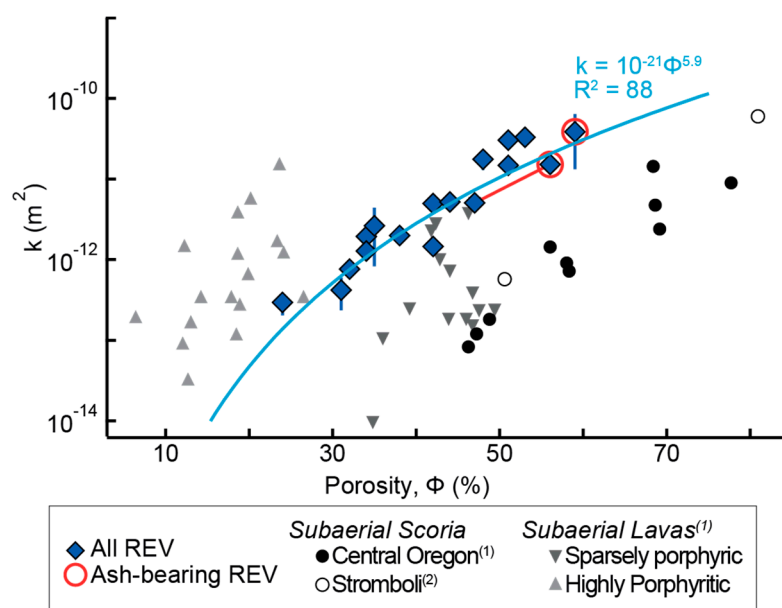 k = 10⁻²¹Φ⁵·⁹
R² = 88
10⁻¹⁰
10⁻¹²
10⁻¹⁴
k (m²)
10 30 50 70
Porosity, Φ (%)
All REV
Ash-bearing REV
Subaerial Scoria
Central Oregon⁽¹⁾
Stromboli⁽²⁾
Subaerial Lavas⁽¹⁾
Sparsely porphyric
Highly Porphyritic